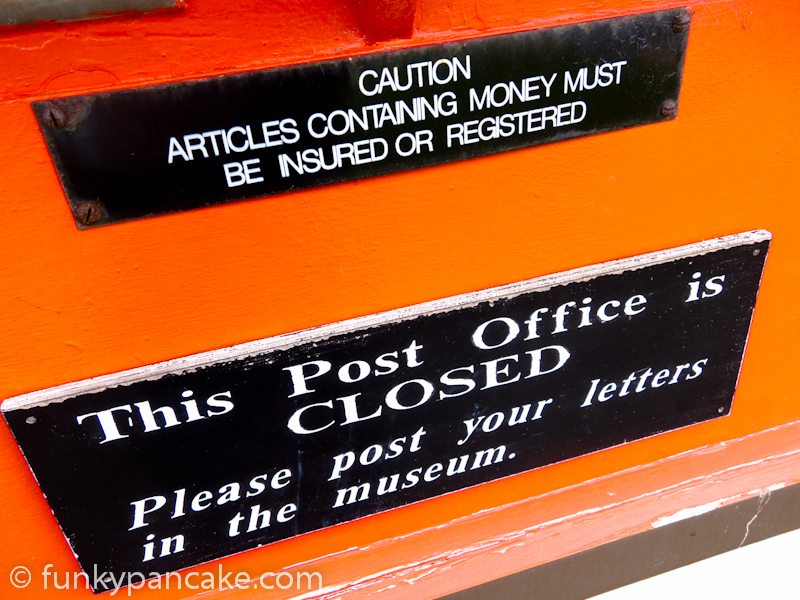 CAUTION
ARTICLES CONTAINING MONEY MUST
BE INSURED OR REGISTERED
This Post Office is
CLOSED
Please post your letters
in the museum.
© funkypancake.com